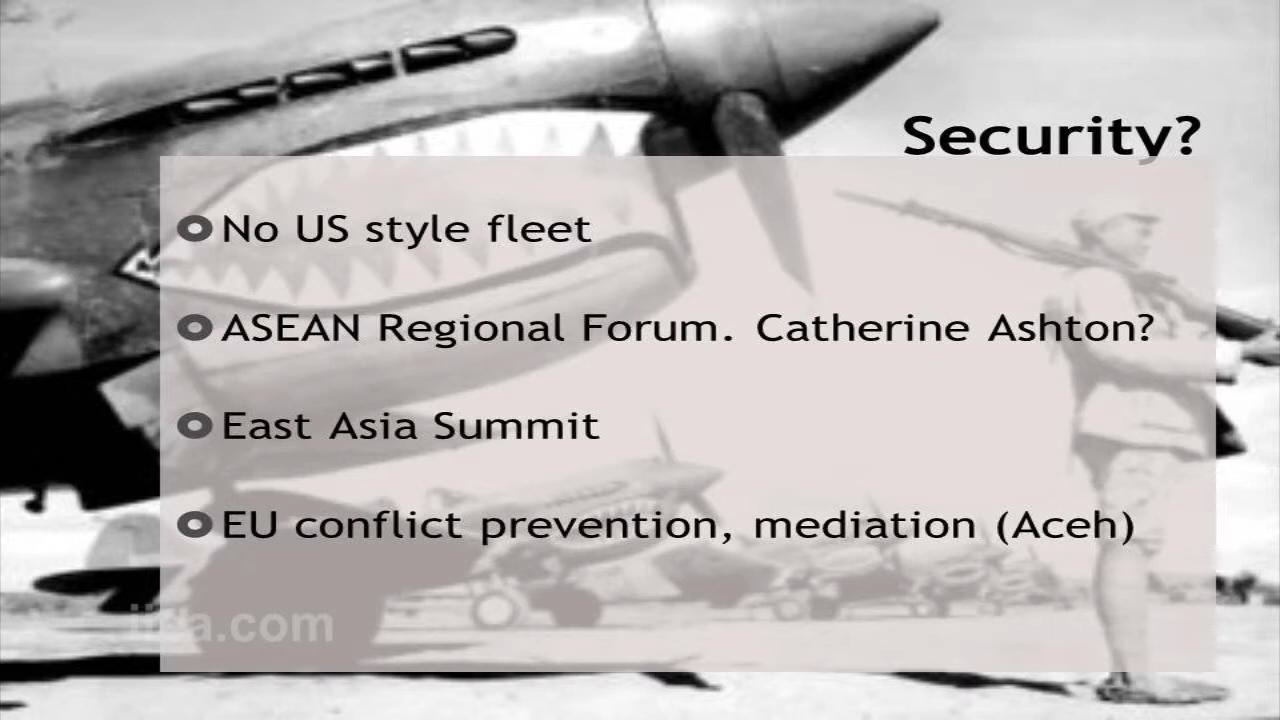 Security?
No US style fleet
ASEAN Regional Forum. Catherine Ashton?
East Asia Summit
EU conflict prevention, mediation (Aceh)